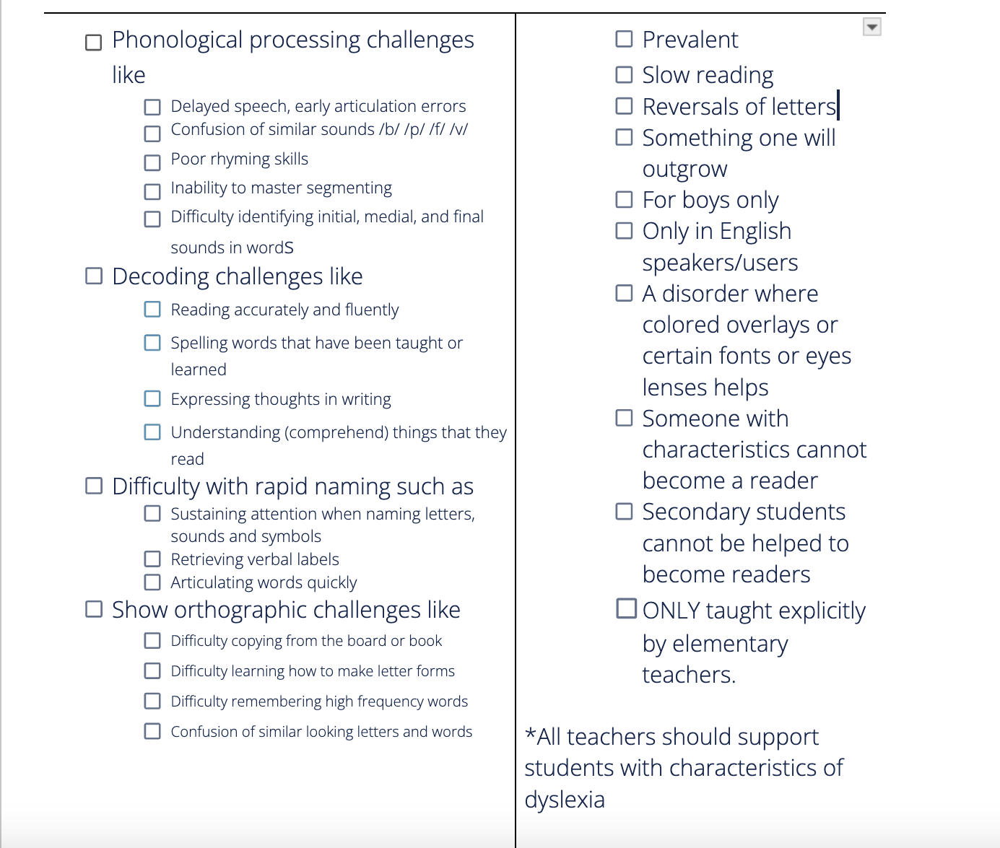 Phonological processing challenges
like
Delayed speech, early articulation errors
Confusion of similar sounds /b/ /p/ /f/ /v/
Poor rhyming skills
Inability to master segmenting
Difficulty identifying initial, medial, and final
sounds in wordS
Decoding challenges like
Reading accurately and fluently
Spelling words that have been taught or
learned
Expressing thoughts in writing
Understanding (comprehend) things that they
read
Difficulty with rapid naming such as
Sustaining attention when naming letters,
sounds and symbols
Retrieving verbal labels
Articulating words quickly
Show orthographic challenges like
Difficulty copying from the board or book
Difficulty learning how to make letter forms
Difficulty remembering high frequency words
Confusion of similar looking letters and words
Prevalent
Slow reading
Reversals of letters
Something one will
outgrow
For boys only
Only in English
speakers/users
A disorder where
colored overlays or
certain fonts or eyes
lenses helps
Someone with
characteristics cannot
become a reader
Secondary students
cannot be helped to
become readers
ONLY taught explicitly
by elementary
teachers.
*All teachers should support
students with characteristics of
dyslexia